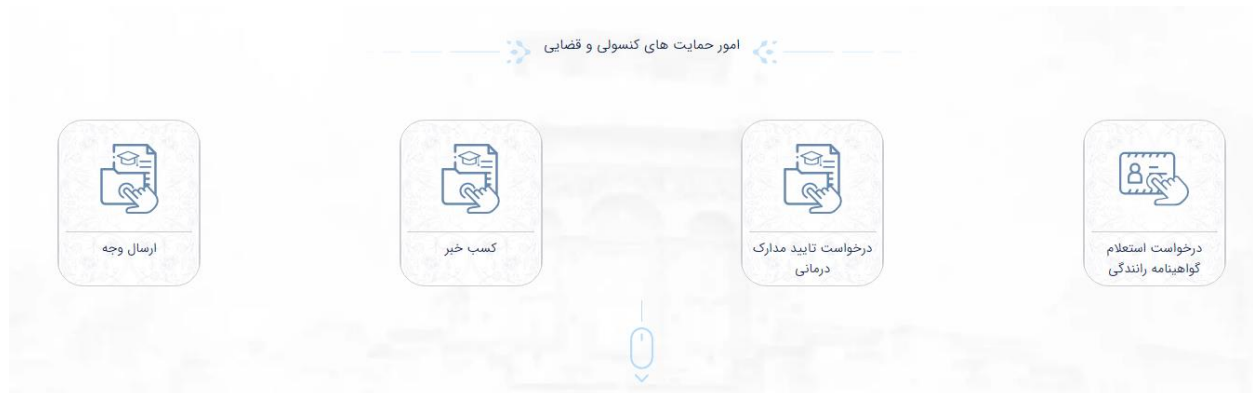 امور حمایت های کنسولی و قضایی
درخواست استعلام
گواهینامه رانندگی
درخواست تایید مدارک
درمانی
کسب خبر
ارسال وجه